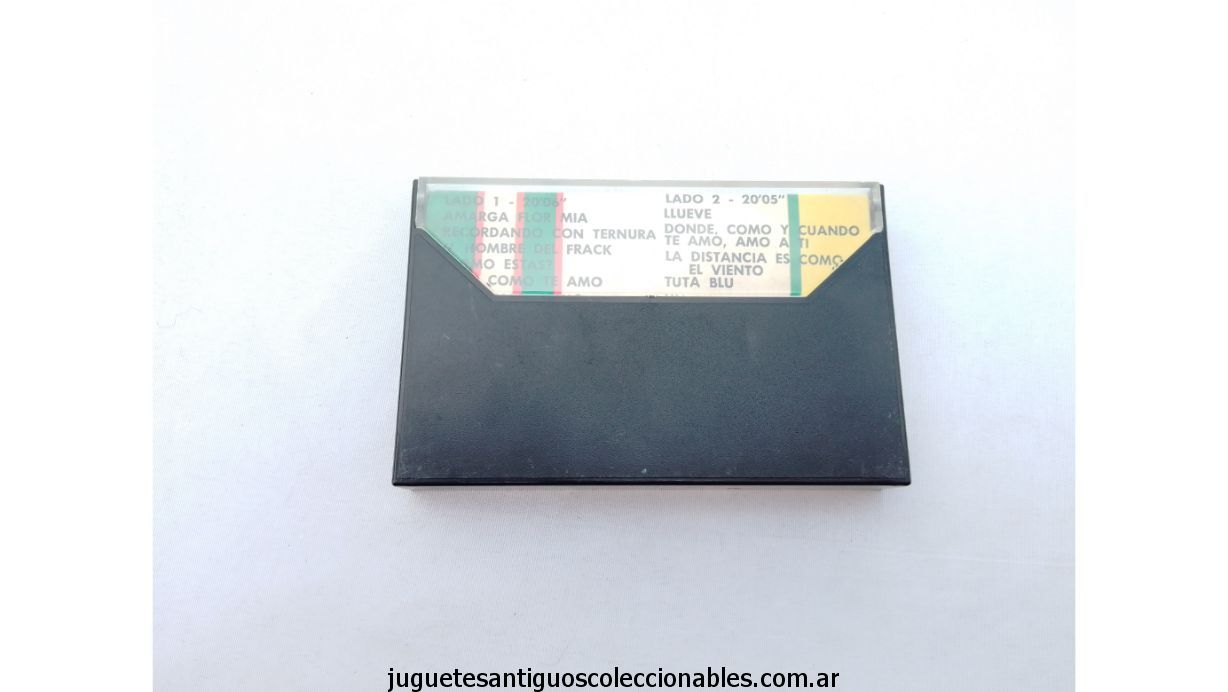 LADO 1 - 20'06"
AMARGA FLOR MIA
RECORDANDO CON TERNURA
HOMBRE DEL FRACK
MO ESTAS?
COMO TE AMO
LADO 2 - 20'05"
LLUEVE
DONDE, COMO Y CUANDO
TE AMO, AMO A TI
LA DISTANCIA ES COMO
EL VIENTO
TUTA BLU
juguetesantiguoscoleccionables.com.ar